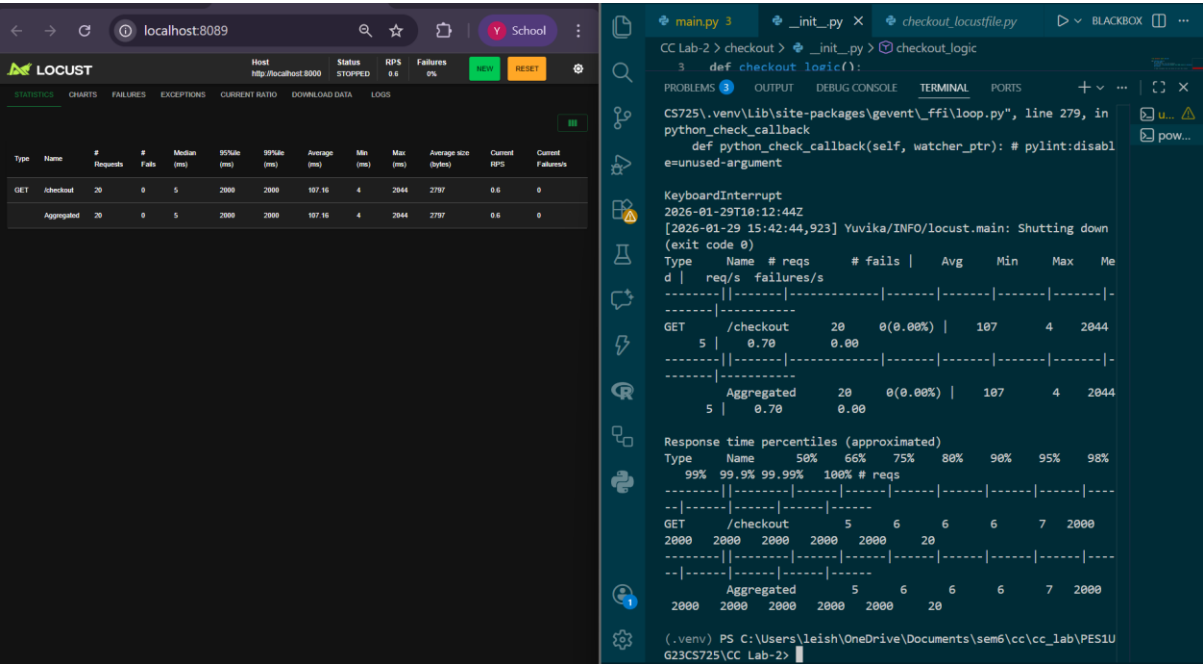 localhost:8089
Y School
LOCUST
Host
http://localhost:8000
Status
STOPPED
RPS
0.6
Failures
0%
NEW
RESET
STATISTICS CHARTS FAILURES EXCEPTIONS CURRENT RATIO DOWNLOAD DATA LOGS
Type Name # Requests # Fails Median (ms) 95%ile (ms) 99%ile (ms) Average (ms) Min (ms) Max (ms) Average size (bytes) Current RPS Current Failures/s
GET /checkout 20 0 5 2000 2000 107.16 4 2044 2797 0.6 0
Aggregated 20 0 5 2000 2000 107.16 4 2044 2797 0.6 0
main.py 3 _init_.py checkout_locustfile.py BLACKBOX
CC Lab-2 > checkout > _init_.py > checkout_logic
3 def checkout_logic():
PROBLEMS 3 OUTPUT DEBUG CONSOLE TERMINAL PORTS
u...
pow...
CS725\.venv\Lib\site-packages\gevent\_ffi\loop.py", line 279, in
python_check_callback
def python_check_callback(self, watcher_ptr): # pylint:disabl
e=unused-argument
KeyboardInterrupt
2026-01-29T10:12:44Z
[2026-01-29 15:42:44,923] Yuvika/INFO/locust.main: Shutting down
(exit code 0)
Type Name # reqs # fails | Avg Min Max Me
d | req/s failures/s
--------||-------|-------------|-------|-------|-------|-
-------|-----------
GET /checkout 20 0(0.00%) | 107 4 2044
5 | 0.70 0.00
--------||-------|-------------|-------|-------|-------|-
-------|-----------
Aggregated 20 0(0.00%) | 107 4 2044
5 | 0.70 0.00
Response time percentiles (approximated)
Type Name 50% 66% 75% 80% 90% 95% 98%
99% 99.9% 99.99% 100% # reqs
--------||--------|------|------|------|------|------|----
--|------|------|------|------
GET /checkout 5 6 6 6 7 2000
2000 2000 2000 2000 2000 20
--------||--------|------|------|------|------|------|----
--|------|------|------|------
Aggregated 5 6 6 6 7 2000
2000 2000 2000 2000 2000 20
(.venv) PS C:\Users\leish\OneDrive\Documents\sem6\cc\cc_lab\PES1U
G23CS725\CC Lab-2>
1